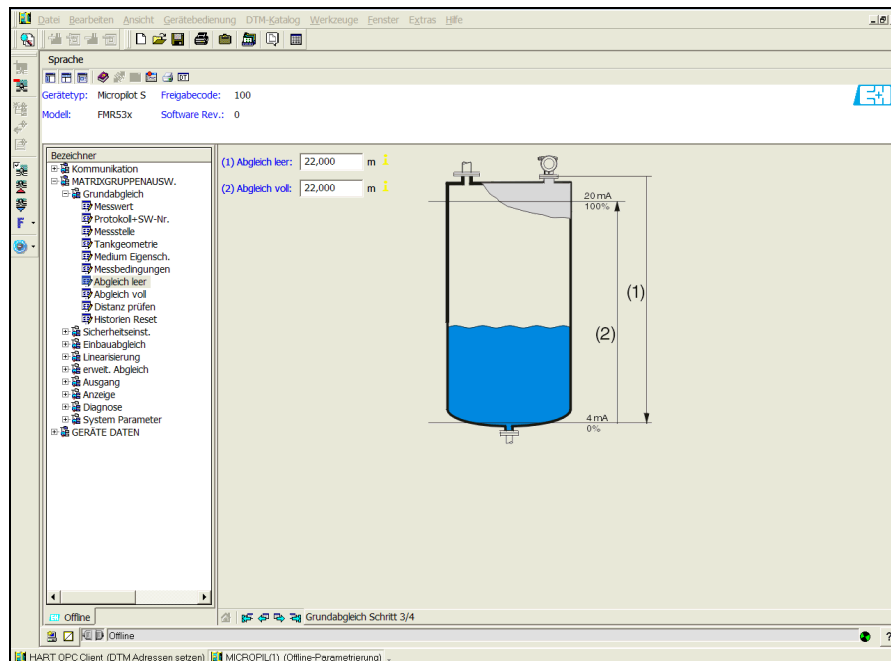 Datei Bearbeiten Ansicht Gerätebedienung DTM-Katalog Werkzeuge Fenster Extras Hilfe
Sprache
Gerätetyp: Micropilot S Freigabecode: 100
Modell: FMR53x Software Rev.: 0
Bezeichner
Kommunikation
MATRIXGRUPPENAUSW.
Grundabgleich
Messwert
Protokoll+SW-Nr.
Messstelle
Tankgeometrie
Medium Eigensch.
Messbedingungen
Abgleich leer
Abgleich voll
Distanz prüfen
Historien Reset
Sicherheitseinst.
Einbauabgleich
Linearisierung
erweit. Abgleich
Ausgang
Anzeige
Diagnose
System Parameter
GERÄTE DATEN
(1) Abgleich leer: 22,000 m
(2) Abgleich voll: 22,000 m
20 mA
100%
(1)
(2)
4 mA
0%
Offline
Grundabgleich Schritt 3/4
Offline
HART OPC Client (DTM Adressen setzen) MICROPIL(1) (Offline-Parametrierung)